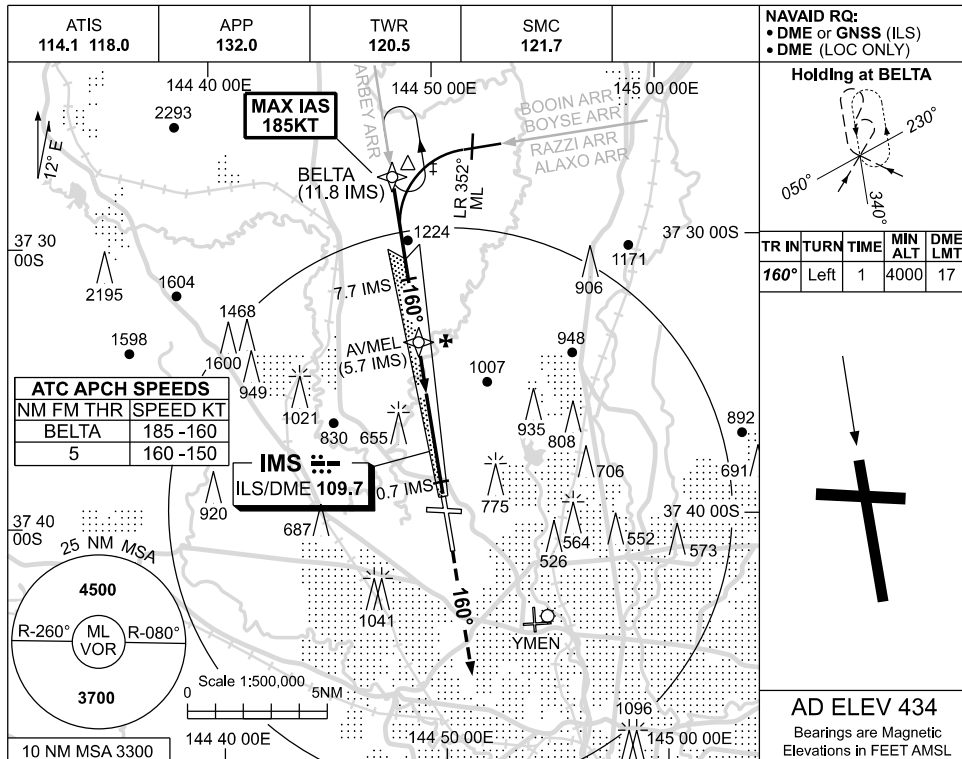 ATIS
114.1 118.0
APP
132.0
TWR
120.5
SMC
121.7
NAVAID RQ:
• DME or GNSS (ILS)
• DME (LOC ONLY)
144 40 00E
144 50 00E
145 00 00E
Holding at BELTA
230°
050°
340°
TR IN TURN TIME MIN ALT DME LMT
160° Left 1 4000 17
MAX IAS
185KT
ARBEY ARR
BOOIN ARR
BOYSE ARR
RAZZI ARR
ALAXO ARR
2293
12° E
BELTA
(11.8 IMS)
LR 352°
ML
37 30
00S
37 30 00S
1224
1171
2195
1604
7.7 IMS
160°
906
1598
1468
1600
949
AVMEL
(5.7 IMS)
948
1007
1021
830
655
935
808
892
ATC APCH SPEEDS
NM FM THR SPEED KT
BELTA 185 -160
5 160 -150
IMS
ILS/DME 109.7
0.7 IMS
706
691
775
920
687
37 40
00S
37 40 00S
526
564
552
573
25 NM MSA
4500
R-260°
ML
VOR
R-080°
3700
1041
160°
YMEN
Scale 1:500,000
0 5NM
1096
10 NM MSA 3300
144 40 00E
144 50 00E
145 00 00E
AD ELEV 434
Bearings are Magnetic
Elevations in FEET AMSL